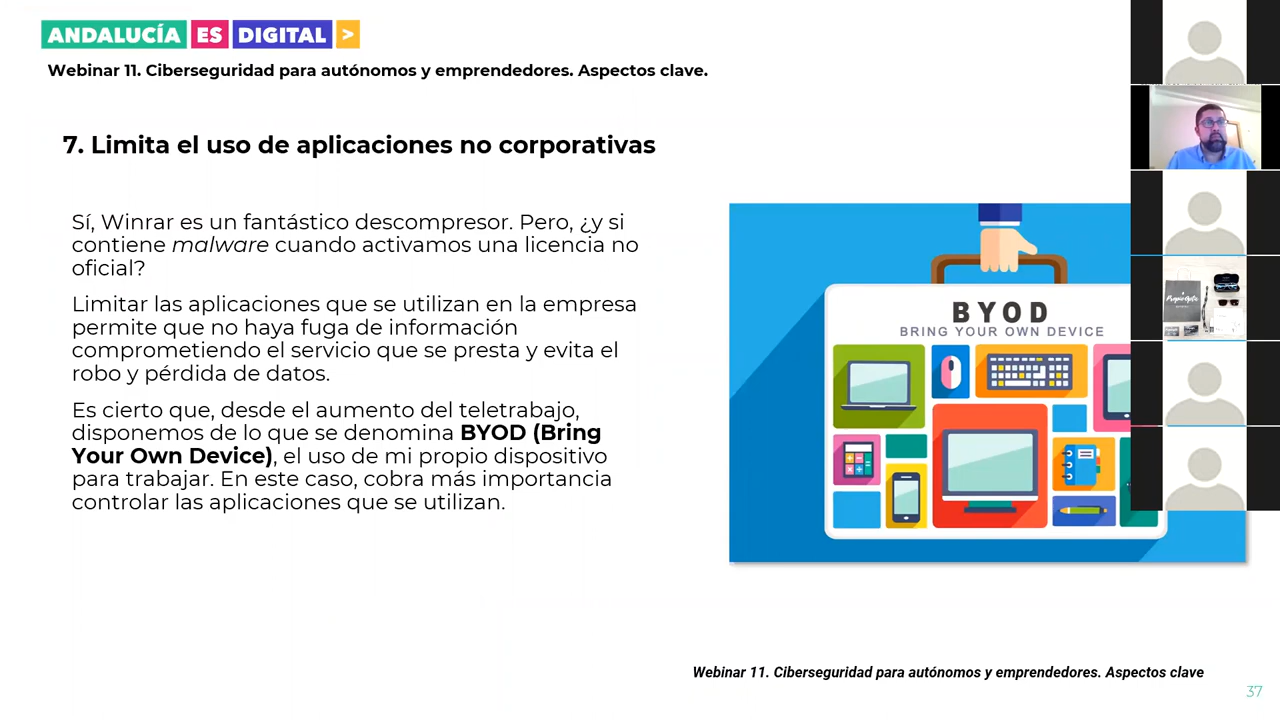 ANDALUCÍA ES DIGITAL >
Webinar 11. Ciberseguridad para autónomos y emprendedores. Aspectos clave.
7. Limita el uso de aplicaciones no corporativas
Sí, Winrar es un fantástico descompresor. Pero, ¿y si
contiene malware cuando activamos una licencia no
oficial?
Limitar las aplicaciones que se utilizan en la empresa
permite que no haya fuga de información
comprometiendo el servicio que se presta y evita el
robo y pérdida de datos.
Es cierto que, desde el aumento del teletrabajo,
disponemos de lo que se denomina BYOD (Bring
Your Own Device), el uso de mi propio dispositivo
para trabajar. En este caso, cobra más importancia
controlar las aplicaciones que se utilizan.
BYOD
BRING YOUR OWN DEVICE
Webinar 11. Ciberseguridad para autónomos y emprendedores. Aspectos clave
37